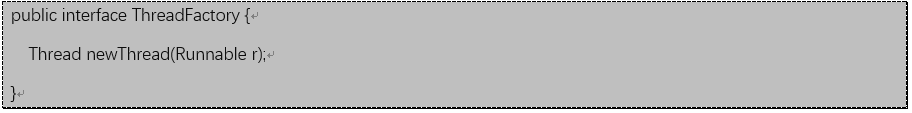 public interface ThreadFactory {
    Thread newThread(Runnable r);
}